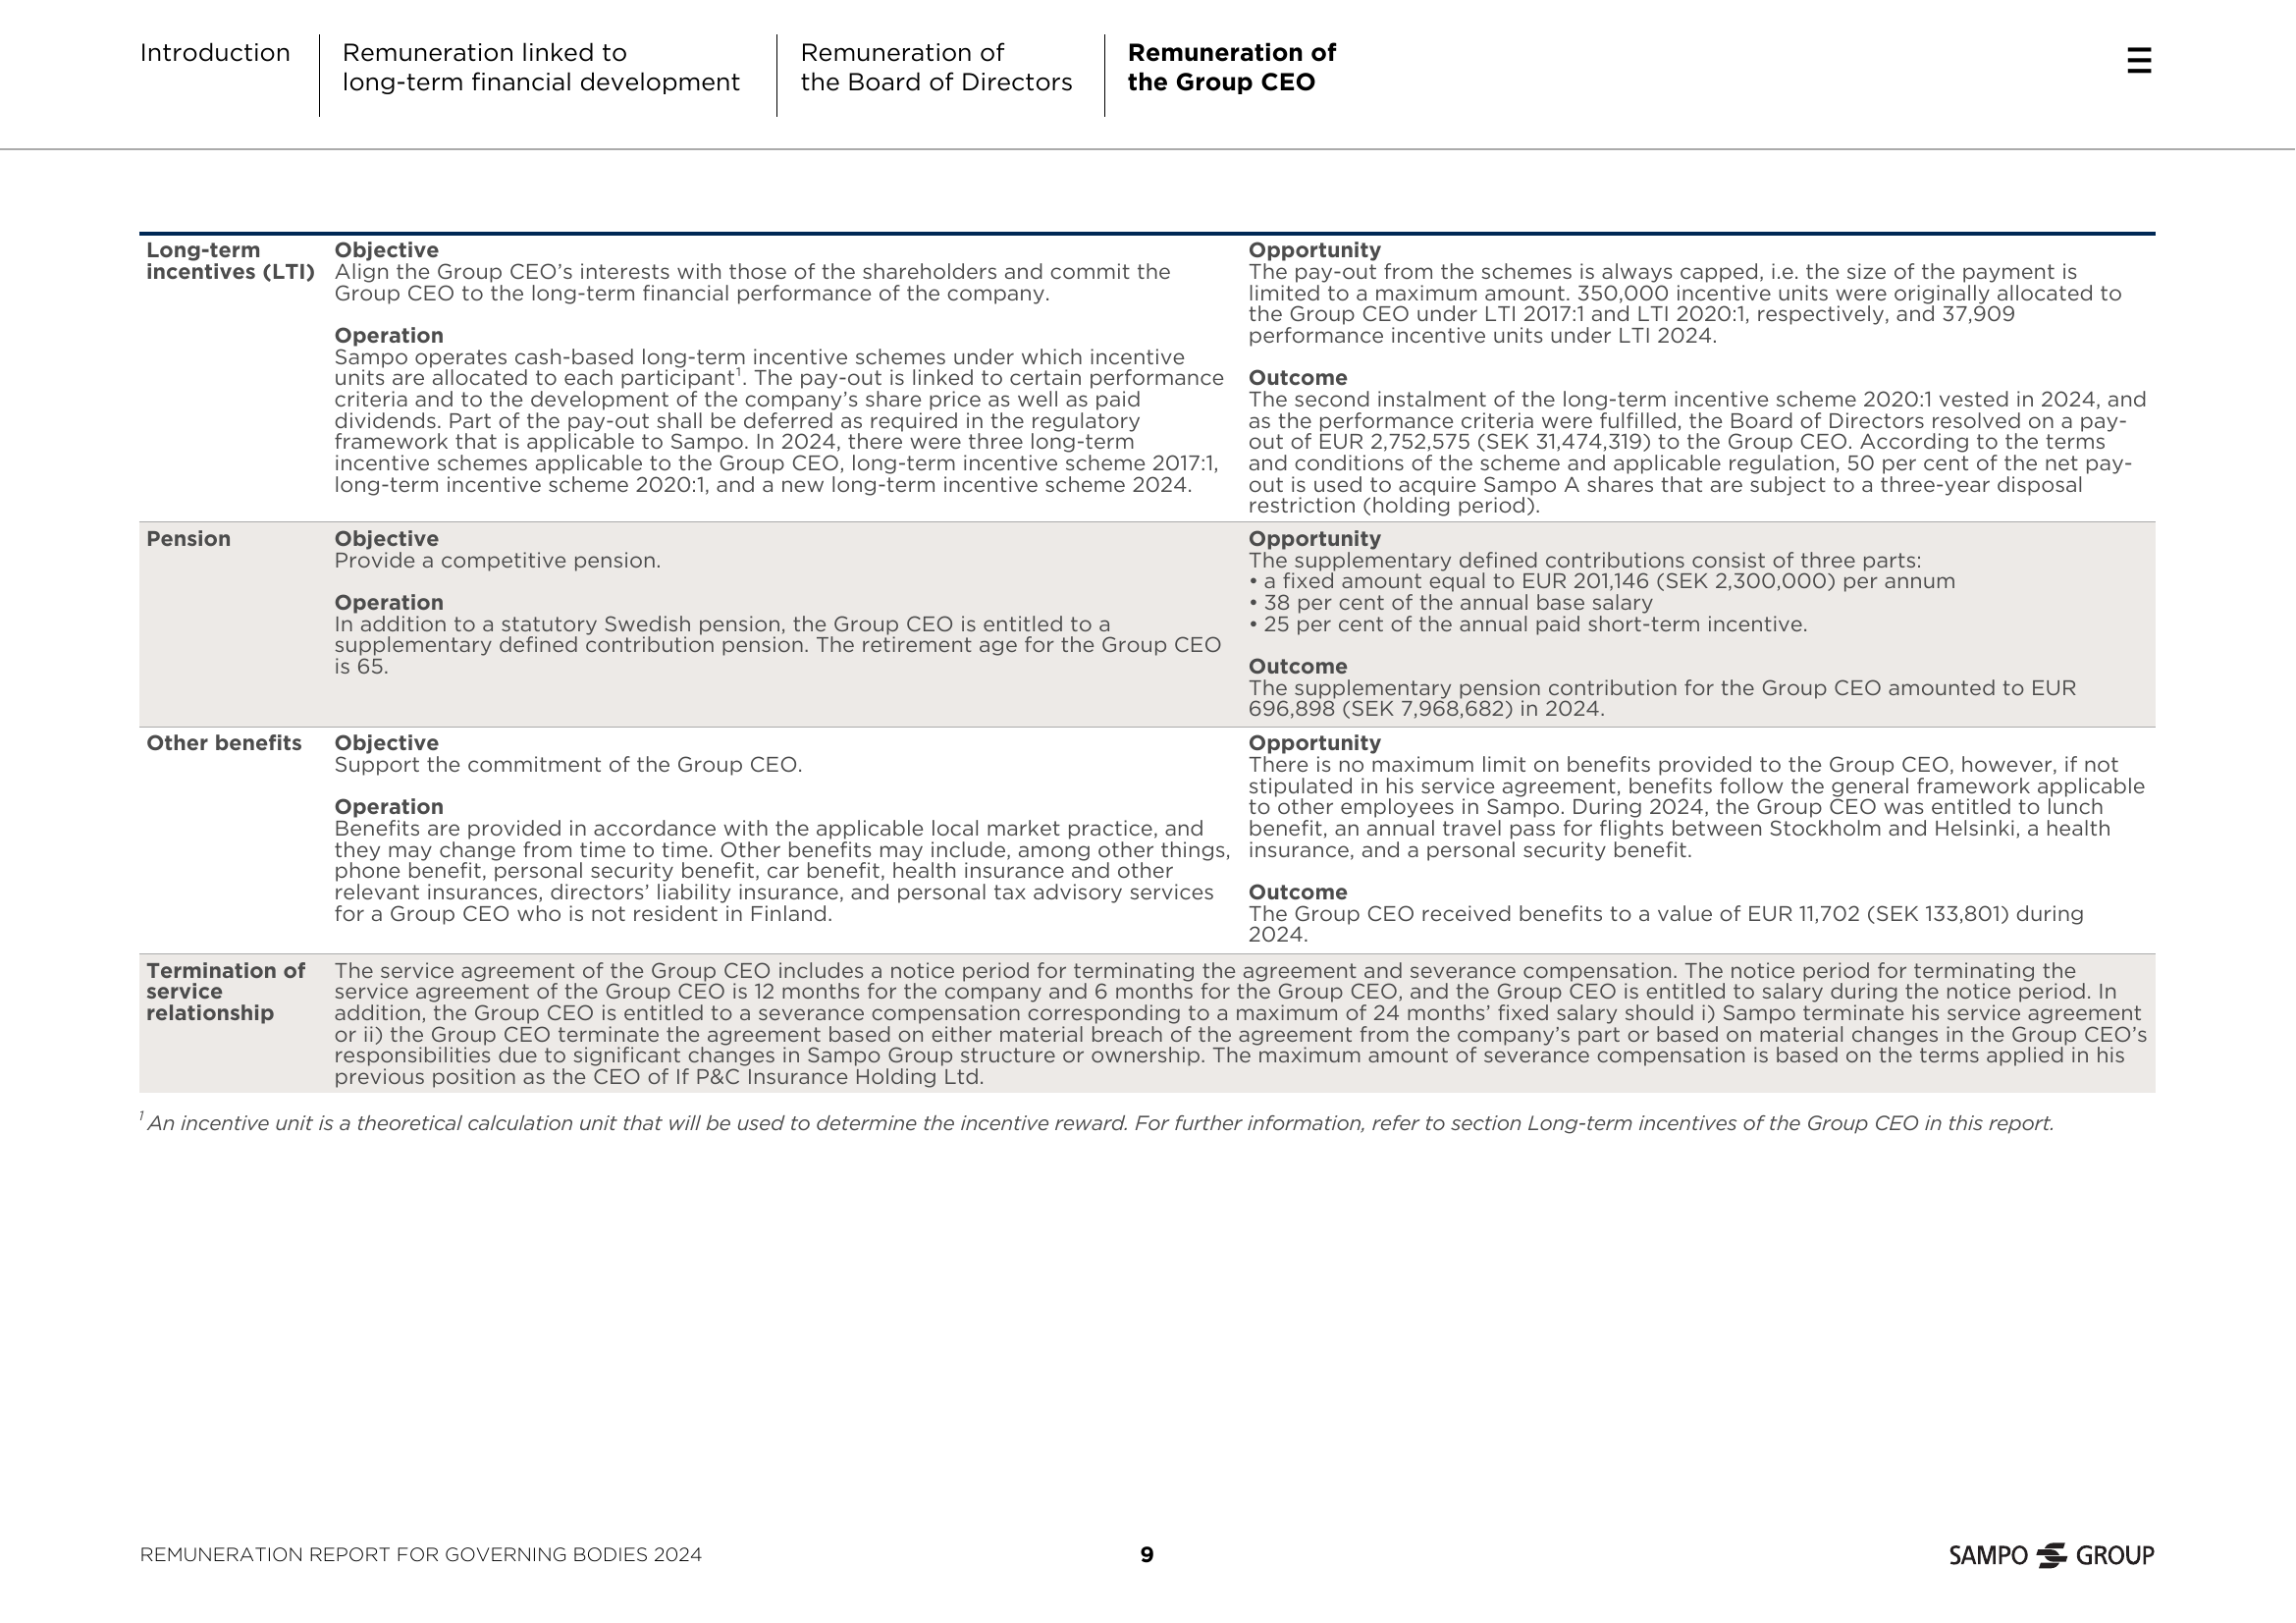 Introduction
Remuneration linked to
long-term financial development
Remuneration of
the Board of Directors
Remuneration of
the Group CEO
Long-term
incentives (LTI)
Objective
Align the Group CEO’s interests with those of the shareholders and commit the
Group CEO to the long-term financial performance of the company.
Operation
Sampo operates cash-based long-term incentive schemes under which incentive
units are allocated to each participant1. The pay-out is linked to certain performance
criteria and to the development of the company’s share price as well as paid
dividends. Part of the pay-out shall be deferred as required in the regulatory
framework that is applicable to Sampo. In 2024, there were three long-term
incentive schemes applicable to the Group CEO, long-term incentive scheme 2017:1,
long-term incentive scheme 2020:1, and a new long-term incentive scheme 2024.
Opportunity
The pay-out from the schemes is always capped, i.e. the size of the payment is
limited to a maximum amount. 350,000 incentive units were originally allocated to
the Group CEO under LTI 2017:1 and LTI 2020:1, respectively, and 37,909
performance incentive units under LTI 2024.
Outcome
The second instalment of the long-term incentive scheme 2020:1 vested in 2024, and
as the performance criteria were fulfilled, the Board of Directors resolved on a pay-
out of EUR 2,752,575 (SEK 31,474,319) to the Group CEO. According to the terms
and conditions of the scheme and applicable regulation, 50 per cent of the net pay-
out is used to acquire Sampo A shares that are subject to a three-year disposal
restriction (holding period).
Pension
Objective
Provide a competitive pension.
Operation
In addition to a statutory Swedish pension, the Group CEO is entitled to a
supplementary defined contribution pension. The retirement age for the Group CEO
is 65.
Opportunity
The supplementary defined contributions consist of three parts:
• a fixed amount equal to EUR 201,146 (SEK 2,300,000) per annum
• 38 per cent of the annual base salary
• 25 per cent of the annual paid short-term incentive.
Outcome
The supplementary pension contribution for the Group CEO amounted to EUR
696,898 (SEK 7,968,682) in 2024.
Other benefits
Objective
Support the commitment of the Group CEO.
Operation
Benefits are provided in accordance with the applicable local market practice, and
they may change from time to time. Other benefits may include, among other things,
phone benefit, personal security benefit, car benefit, health insurance and other
relevant insurances, directors’ liability insurance, and personal tax advisory services
for a Group CEO who is not resident in Finland.
Opportunity
There is no maximum limit on benefits provided to the Group CEO, however, if not
stipulated in his service agreement, benefits follow the general framework applicable
to other employees in Sampo. During 2024, the Group CEO was entitled to lunch
benefit, an annual travel pass for flights between Stockholm and Helsinki, a health
insurance, and a personal security benefit.
Outcome
The Group CEO received benefits to a value of EUR 11,702 (SEK 133,801) during
2024.
Termination of
service
relationship
The service agreement of the Group CEO includes a notice period for terminating the agreement and severance compensation. The notice period for terminating the
service agreement of the Group CEO is 12 months for the company and 6 months for the Group CEO, and the Group CEO is entitled to salary during the notice period. In
addition, the Group CEO is entitled to a severance compensation corresponding to a maximum of 24 months’ fixed salary should i) Sampo terminate his service agreement
or ii) the Group CEO terminate the agreement based on either material breach of the agreement from the company’s part or based on material changes in the Group CEO’s
responsibilities due to significant changes in Sampo Group structure or ownership. The maximum amount of severance compensation is based on the terms applied in his
previous position as the CEO of If P&C Insurance Holding Ltd.
1 An incentive unit is a theoretical calculation unit that will be used to determine the incentive reward. For further information, refer to section Long-term incentives of the Group CEO in this report.
REMUNERATION REPORT FOR GOVERNING BODIES 2024
9
SAMPO GROUP